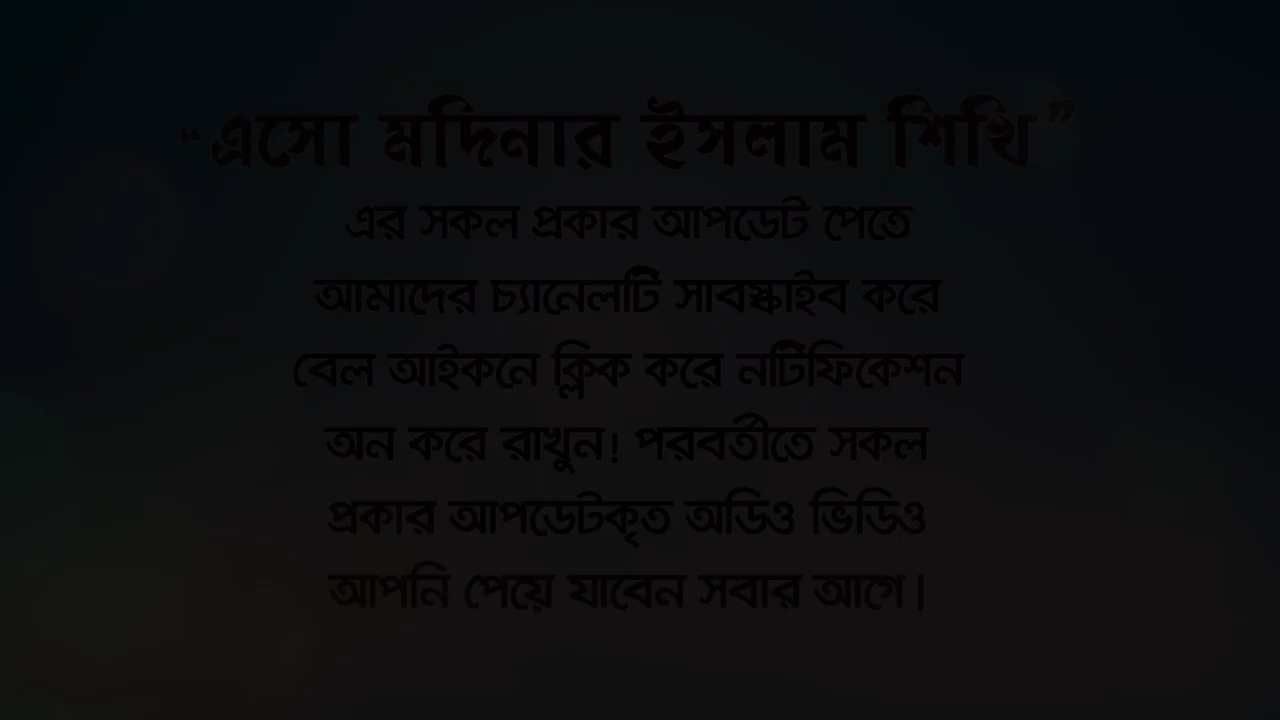 “এসো মদিনার ইসলাম শিখি”
এর সকল প্রকার আপডেট পেতে
আমাদের চ্যানেলটি সাবস্ক্রাইব করে
বেল আইকনে ক্লিক করে নটিফিকেশন
অন করে রাখুন! পরবর্তীতে সকল
প্রকার আপডেটকৃত অডিও ভিডিও
আপনি পেয়ে যাবেন সবার আগে।